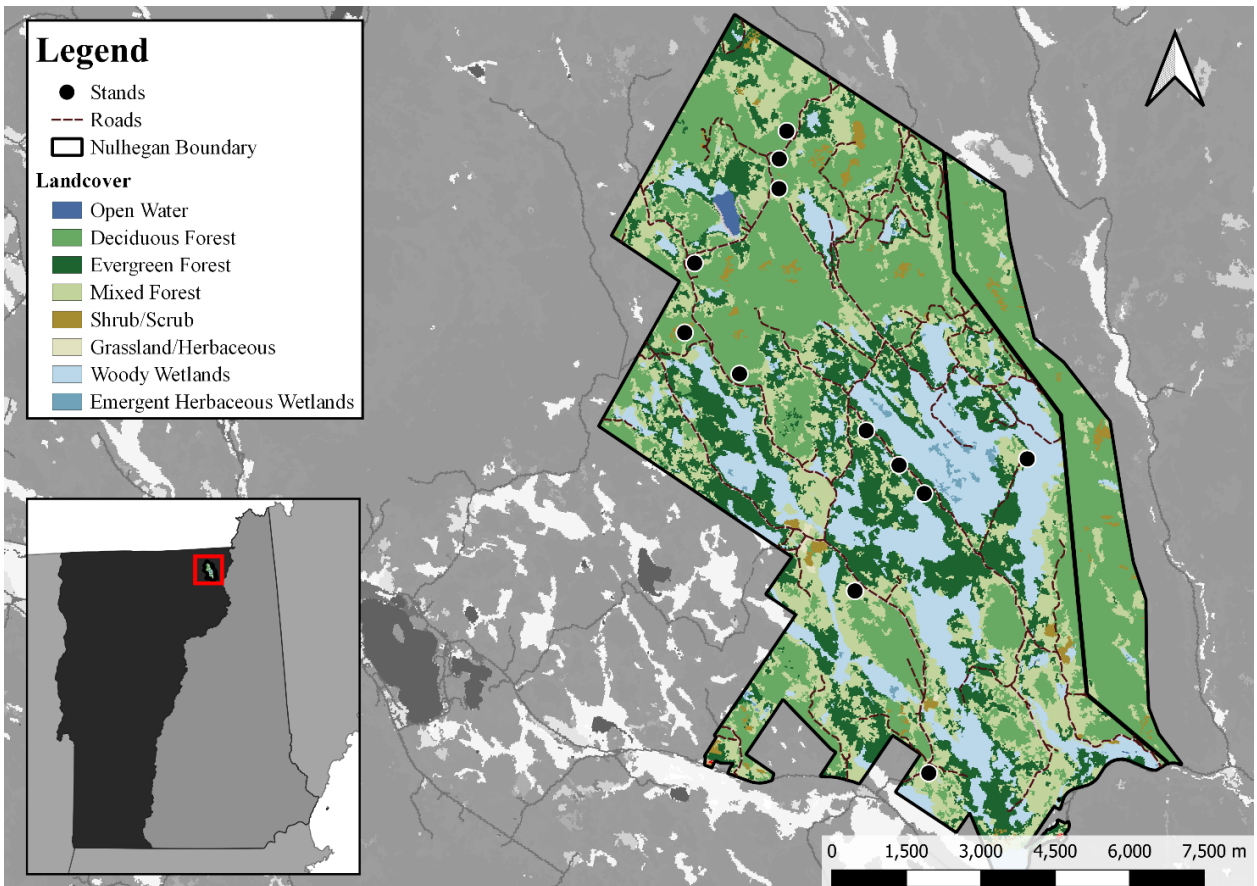 Legend
Stands
Roads
Nulhegan Boundary
Landcover
Open Water
Deciduous Forest
Evergreen Forest
Mixed Forest
Shrub/Scrub
Grassland/Herbaceous
Woody Wetlands
Emergent Herbaceous Wetlands
0 1,500 3,000 4,500 6,000 7,500 m